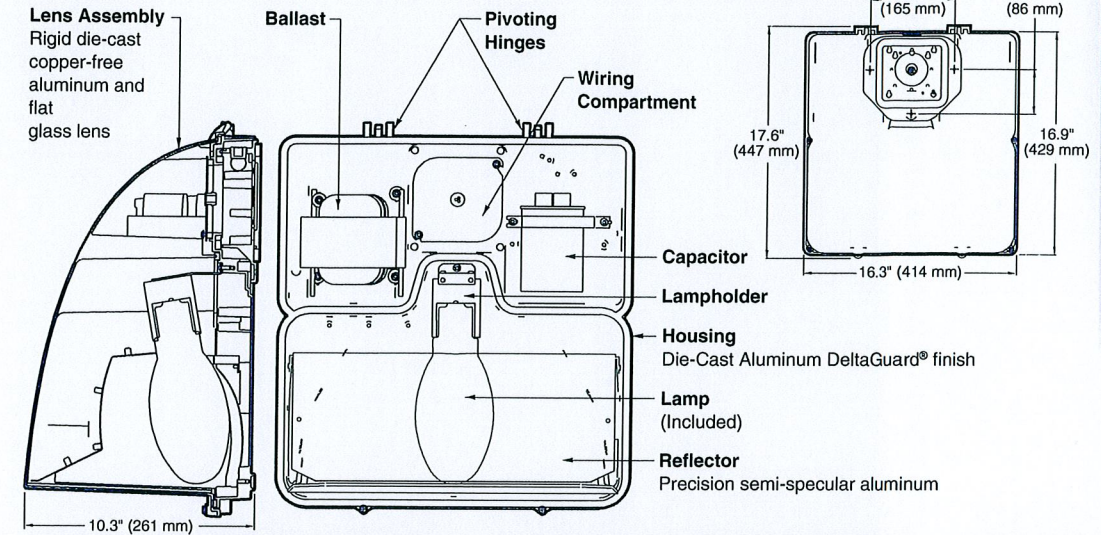 Lens Assembly
Rigid die-cast
copper-free
aluminum and
flat
glass lens
Ballast
Pivoting
Hinges
Wiring
Compartment
Capacitor
Lampholder
Housing
Die-Cast Aluminum DeltaGuard® finish
Lamp
(Included)
Reflector
Precision semi-specular aluminum
10.3" (261 mm)
(165 mm)
(86 mm)
17.6"
(447 mm)
16.9"
(429 mm)
16.3" (414 mm)